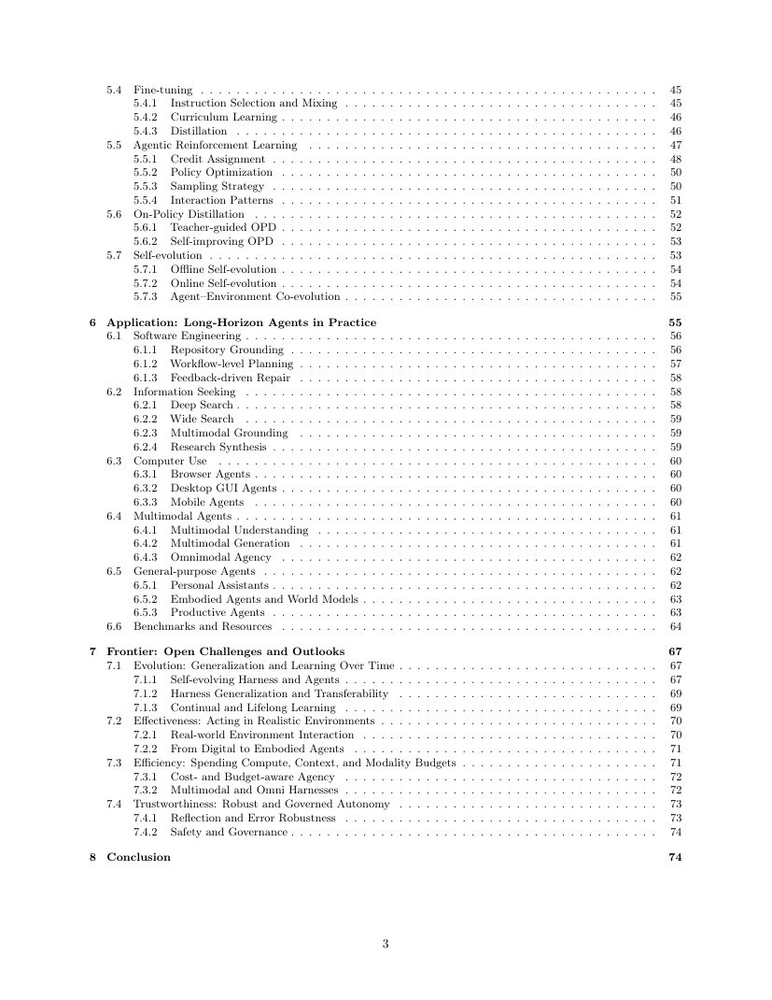 5.4 Fine-tuning . . . . . . . . . . . . . . . . . . . . 45
5.4.1 Instruction Selection and Mixing . . . . . . . . . . . . . . . . . . . . 45
5.4.2 Curriculum Learning . . . . . . . . . . . . . . . . . . . . 46
5.4.3 Distillation . . . . . . . . . . . . . . . . . . . . 46
5.5 Agentic Reinforcement Learning . . . . . . . . . . . . . . . . . . . . 47
5.5.1 Credit Assignment . . . . . . . . . . . . . . . . . . . . 48
5.5.2 Policy Optimization . . . . . . . . . . . . . . . . . . . . 50
5.5.3 Sampling Strategy . . . . . . . . . . . . . . . . . . . . 50
5.5.4 Interaction Patterns . . . . . . . . . . . . . . . . . . . . 51
5.6 On-Policy Distillation . . . . . . . . . . . . . . . . . . . . 52
5.6.1 Teacher-guided OPD . . . . . . . . . . . . . . . . . . . . 52
5.6.2 Self-improving OPD . . . . . . . . . . . . . . . . . . . . 53
5.7 Self-evolution . . . . . . . . . . . . . . . . . . . . 53
5.7.1 Offline Self-evolution . . . . . . . . . . . . . . . . . . . . 54
5.7.2 Online Self-evolution . . . . . . . . . . . . . . . . . . . . 54
5.7.3 Agent–Environment Co-evolution . . . . . . . . . . . . . . . . . . . . 55
6 Application: Long-Horizon Agents in Practice 55
6.1 Software Engineering . . . . . . . . . . . . . . . . . . . . 56
6.1.1 Repository Grounding . . . . . . . . . . . . . . . . . . . . 56
6.1.2 Workflow-level Planning . . . . . . . . . . . . . . . . . . . . 57
6.1.3 Feedback-driven Repair . . . . . . . . . . . . . . . . . . . . 58
6.2 Information Seeking . . . . . . . . . . . . . . . . . . . . 58
6.2.1 Deep Search . . . . . . . . . . . . . . . . . . . . 58
6.2.2 Wide Search . . . . . . . . . . . . . . . . . . . . 59
6.2.3 Multimodal Grounding . . . . . . . . . . . . . . . . . . . . 59
6.2.4 Research Synthesis . . . . . . . . . . . . . . . . . . . . 59
6.3 Computer Use . . . . . . . . . . . . . . . . . . . . 60
6.3.1 Browser Agents . . . . . . . . . . . . . . . . . . . . 60
6.3.2 Desktop GUI Agents . . . . . . . . . . . . . . . . . . . . 60
6.3.3 Mobile Agents . . . . . . . . . . . . . . . . . . . . 60
6.4 Multimodal Agents . . . . . . . . . . . . . . . . . . . . 61
6.4.1 Multimodal Understanding . . . . . . . . . . . . . . . . . . . . 61
6.4.2 Multimodal Generation . . . . . . . . . . . . . . . . . . . . 61
6.4.3 Omnimodal Agency . . . . . . . . . . . . . . . . . . . . 62
6.5 General-purpose Agents . . . . . . . . . . . . . . . . . . . . 62
6.5.1 Personal Assistants . . . . . . . . . . . . . . . . . . . . 62
6.5.2 Embodied Agents and World Models . . . . . . . . . . . . . . . . . . . . 63
6.5.3 Productive Agents . . . . . . . . . . . . . . . . . . . . 63
6.6 Benchmarks and Resources . . . . . . . . . . . . . . . . . . . . 64
7 Frontier: Open Challenges and Outlooks 67
7.1 Evolution: Generalization and Learning Over Time . . . . . . . . . . . . . . . . . . . . 67
7.1.1 Self-evolving Harness and Agents . . . . . . . . . . . . . . . . . . . . 67
7.1.2 Harness Generalization and Transferability . . . . . . . . . . . . . . . . . . . . 69
7.1.3 Continual and Lifelong Learning . . . . . . . . . . . . . . . . . . . . 69
7.2 Effectiveness: Acting in Realistic Environments . . . . . . . . . . . . . . . . . . . . 70
7.2.1 Real-world Environment Interaction . . . . . . . . . . . . . . . . . . . . 70
7.2.2 From Digital to Embodied Agents . . . . . . . . . . . . . . . . . . . . 71
7.3 Efficiency: Spending Compute, Context, and Modality Budgets . . . . . . . . . . . . . . . . . . . . 71
7.3.1 Cost- and Budget-aware Agency . . . . . . . . . . . . . . . . . . . . 72
7.3.2 Multimodal and Omni Harnesses . . . . . . . . . . . . . . . . . . . . 72
7.4 Trustworthiness: Robust and Governed Autonomy . . . . . . . . . . . . . . . . . . . . 73
7.4.1 Reflection and Error Robustness . . . . . . . . . . . . . . . . . . . . 73
7.4.2 Safety and Governance . . . . . . . . . . . . . . . . . . . . 74
8 Conclusion 74
3